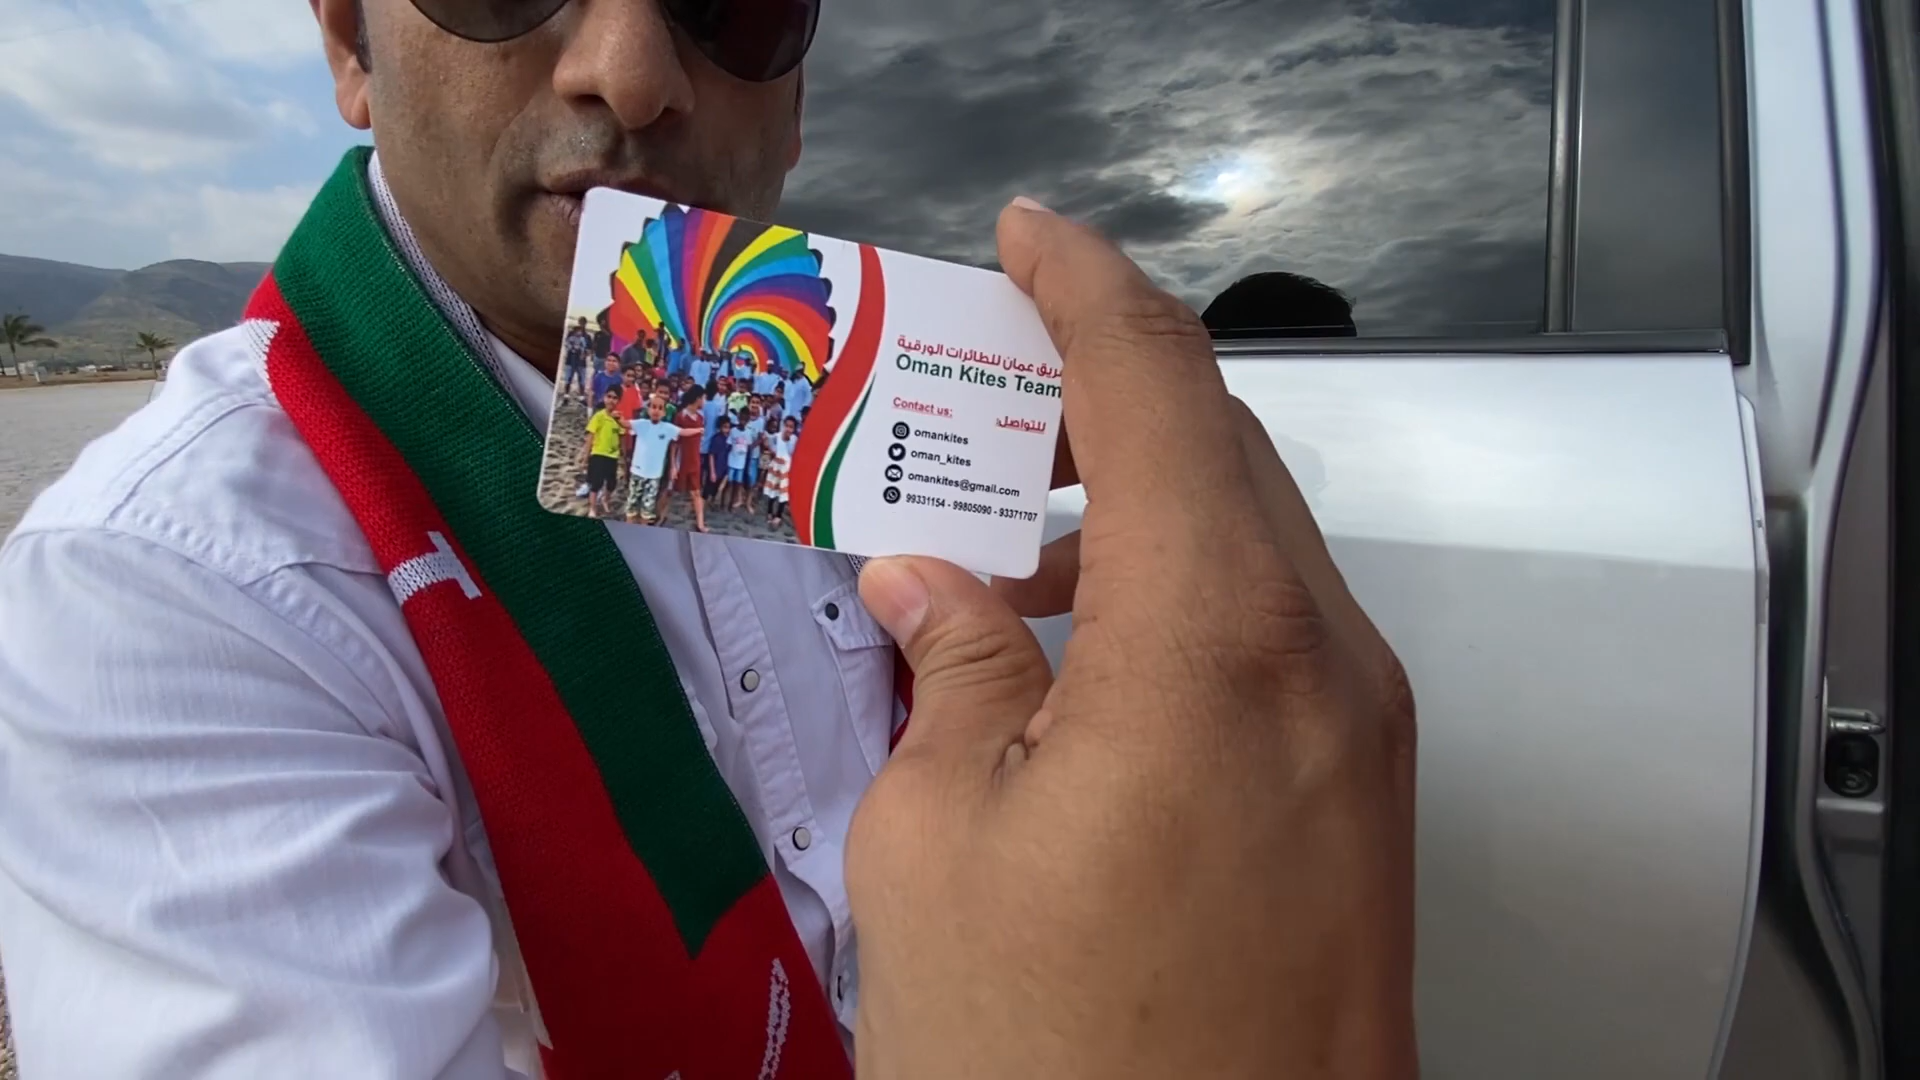 فريق عمان للطائرات الورقية
Oman Kites Team
Contact us:
للتواصل:
omankites
oman_kites
omankites@gmail.com
99331154 - 99805090 - 93371707